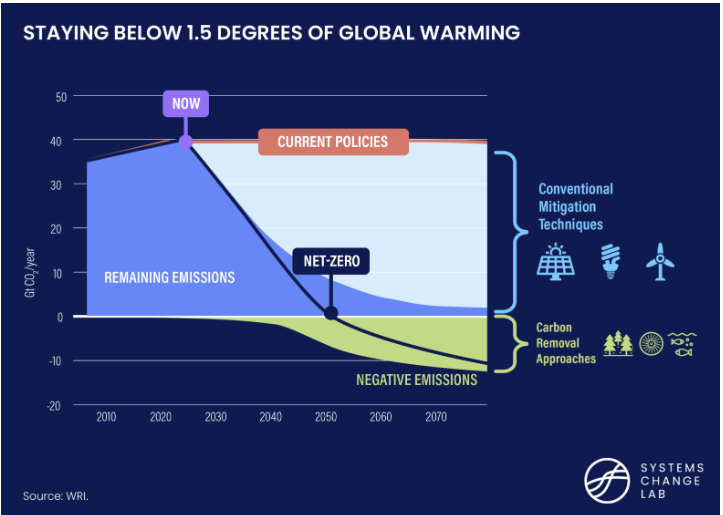 STAYING BELOW 1.5 DEGREES OF GLOBAL WARMING
50
NOW
40
CURRENT POLICIES
30
Conventional
Mitigation
Techniques
20
Gt CO₂/year
NET-ZERO
10
REMAINING EMISSIONS
0
Carbon
Removal
Approaches
-10
NEGATIVE EMISSIONS
-20
2010 2020 2030 2040 2050 2060 2070
Source: WRI.
SYSTEMS
CHANGE
LAB